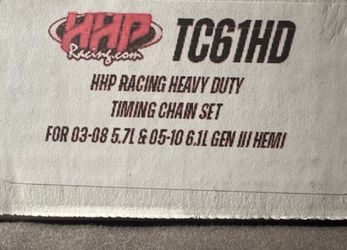 HHP TC61HD
Racing.com
HHP RACING HEAVY DUTY
TIMING CHAIN SET
FOR 03-08 5.7L & 05-10 6.1L GEN III HEMI